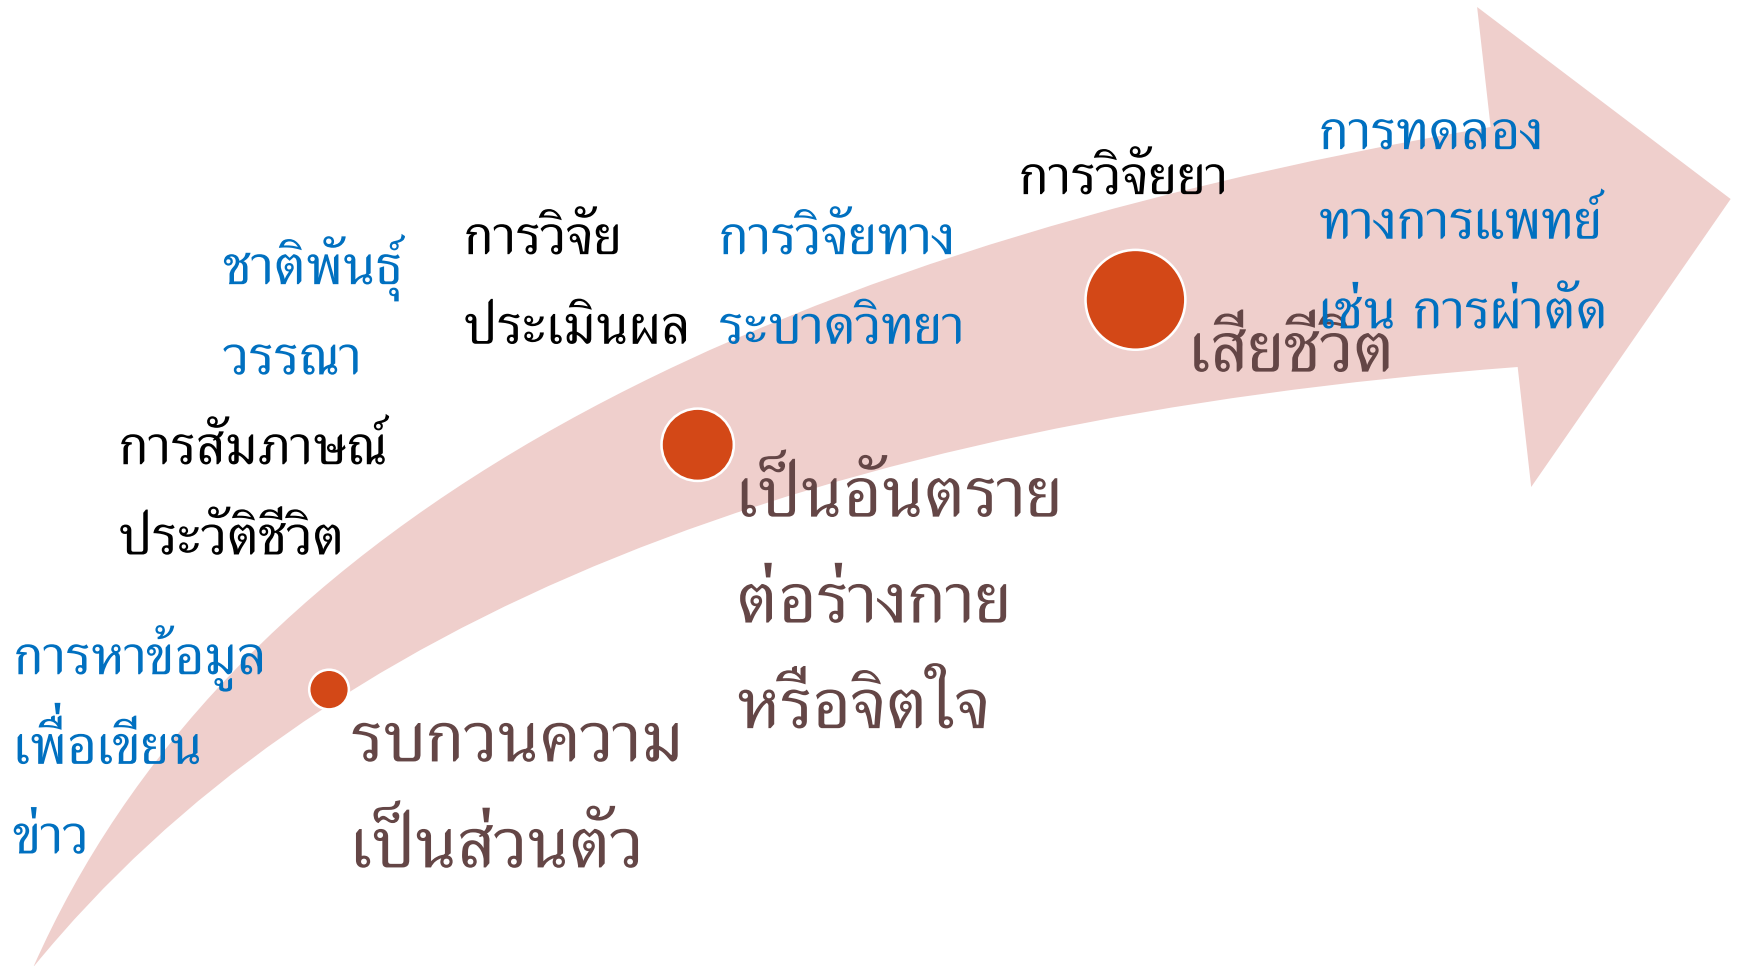 การหาข้อมูล
เพื่อเขียน
ข่าว
การสัมภาษณ์
ประวัติชีวิต
ชาติพันธุ์
วรรณา
การวิจัย
ประเมินผล
การวิจัยทาง
ระบาดวิทยา
การวิจัยยา
การทดลอง
ทางการแพทย์
เช่น การผ่าตัด
รบกวนความ
เป็นส่วนตัว
เป็นอันตราย
ต่อร่างกาย
หรือจิตใจ
เสียชีวิต